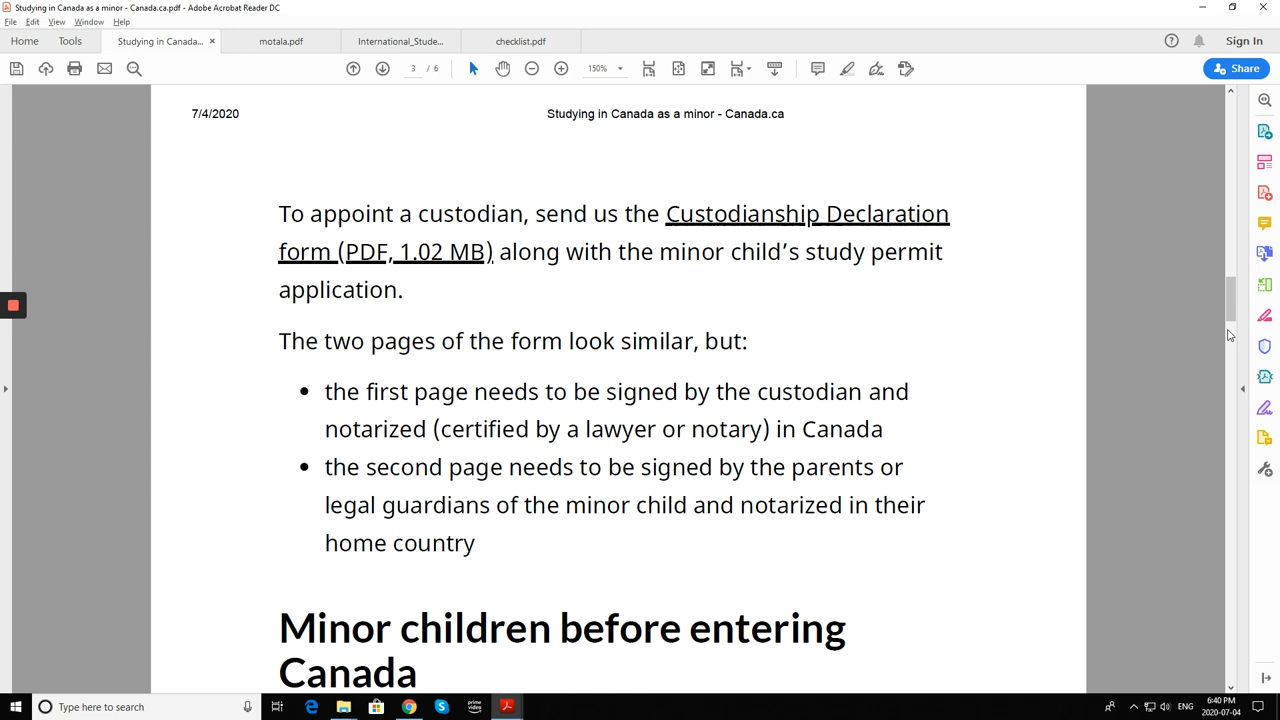 Studying in Canada as a minor - Canada.ca.pdf - Adobe Acrobat Reader DC
File Edit View Window Help
Home Tools Studying in Canada... × motala.pdf International_Stude... checklist.pdf Sign In
3 / 6 150% Share
7/4/2020 Studying in Canada as a minor - Canada.ca
To appoint a custodian, send us the Custodianship Declaration
form (PDF, 1.02 MB) along with the minor child’s study permit
application.
The two pages of the form look similar, but:
• the first page needs to be signed by the custodian and
notarized (certified by a lawyer or notary) in Canada
• the second page needs to be signed by the parents or
legal guardians of the minor child and notarized in their
home country
Minor children before entering
Canada
Type here to search prime video ENG 6:40 PM
2020-07-04